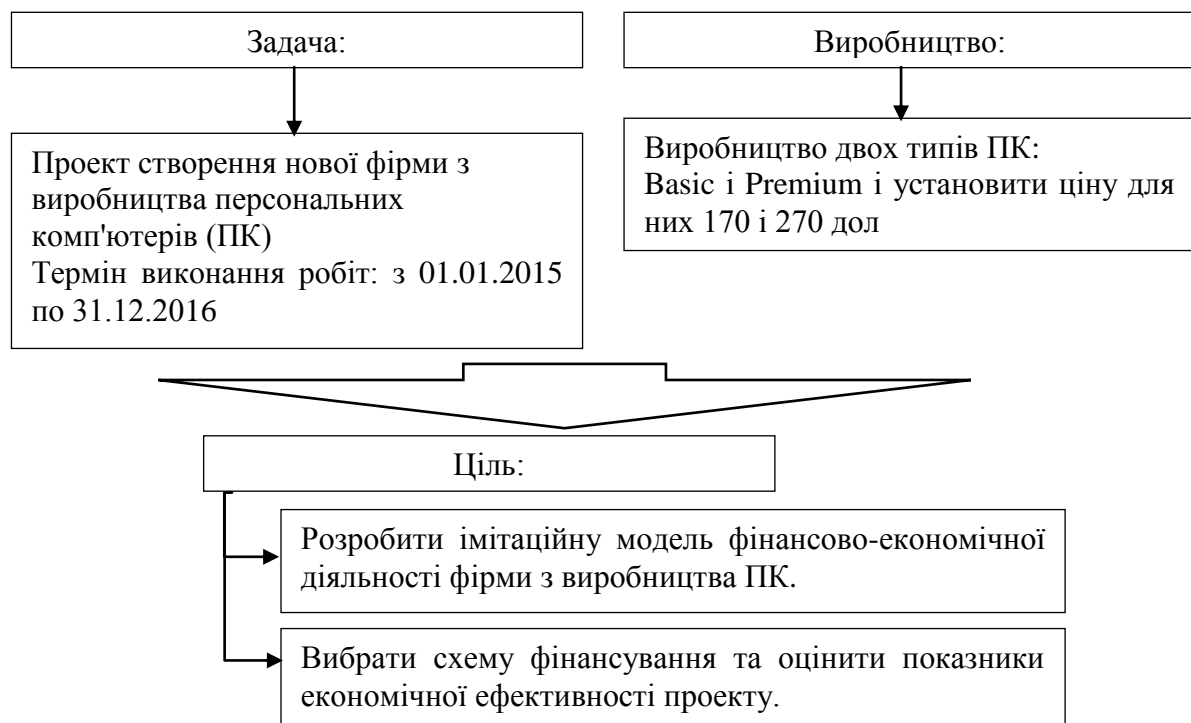 Задача:
Виробництво:
Проект створення нової фірми з
виробництва персональних
комп'ютерів (ПК)
Термін виконання робіт: з 01.01.2015
по 31.12.2016
Виробництво двох типів ПК:
Basic і Premium і установити ціну для
них 170 і 270 дол
Ціль:
Розробити імітаційну модель фінансово-економічної
діяльності фірми з виробництва ПК.
Вибрати схему фінансування та оцінити показники
економічної ефективності проекту.